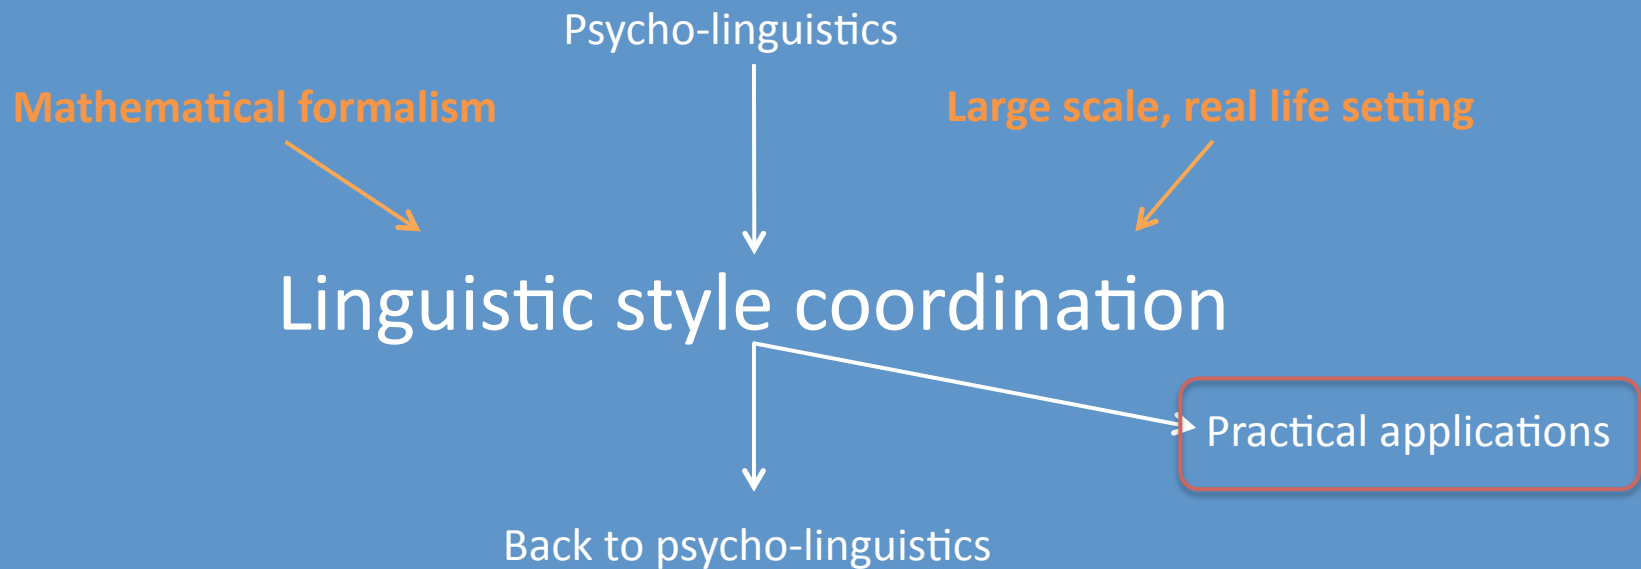 Psycho-linguistics
Mathematical formalism
Large scale, real life setting
Linguistic style coordination
Practical applications
Back to psycho-linguistics